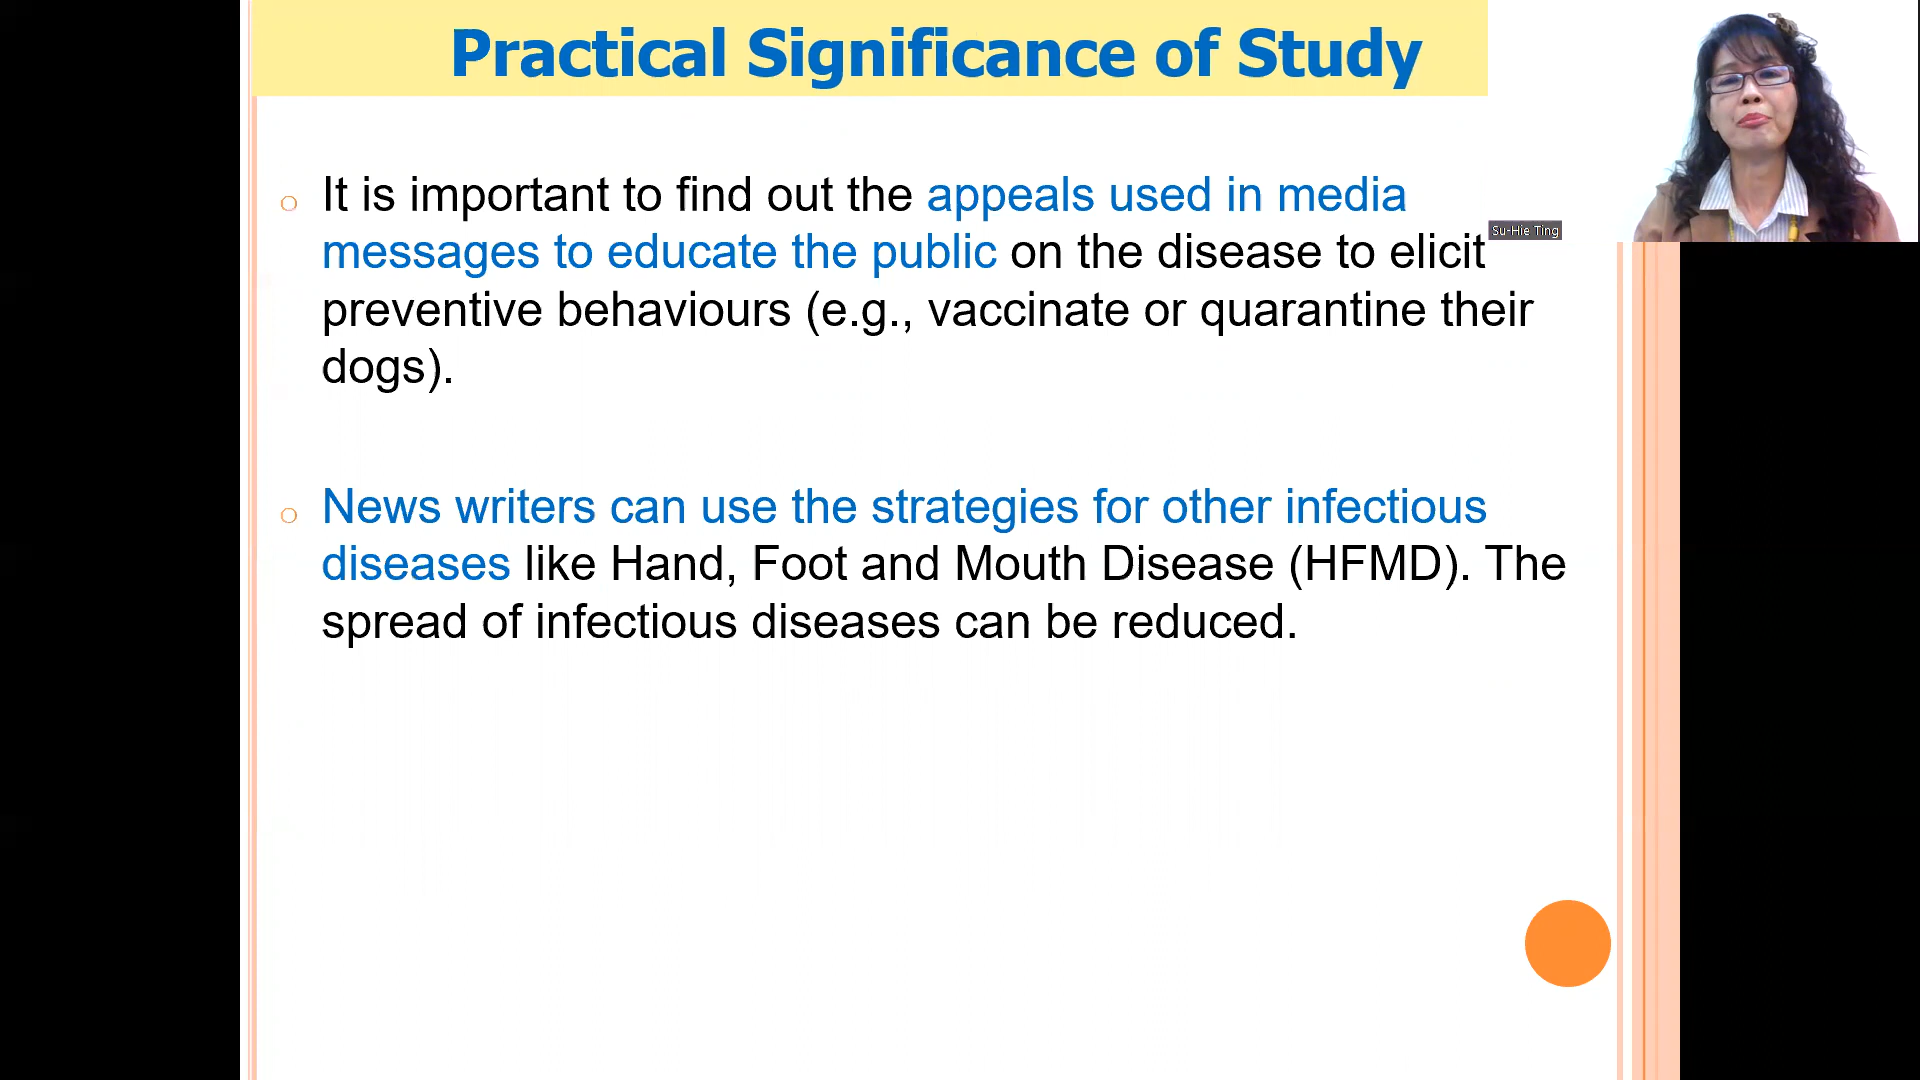 Practical Significance of Study
It is important to find out the appeals used in media
messages to educate the public on the disease to elicit
preventive behaviours (e.g., vaccinate or quarantine their
dogs).
News writers can use the strategies for other infectious
diseases like Hand, Foot and Mouth Disease (HFMD). The
spread of infectious diseases can be reduced.
Su-Hie Ting